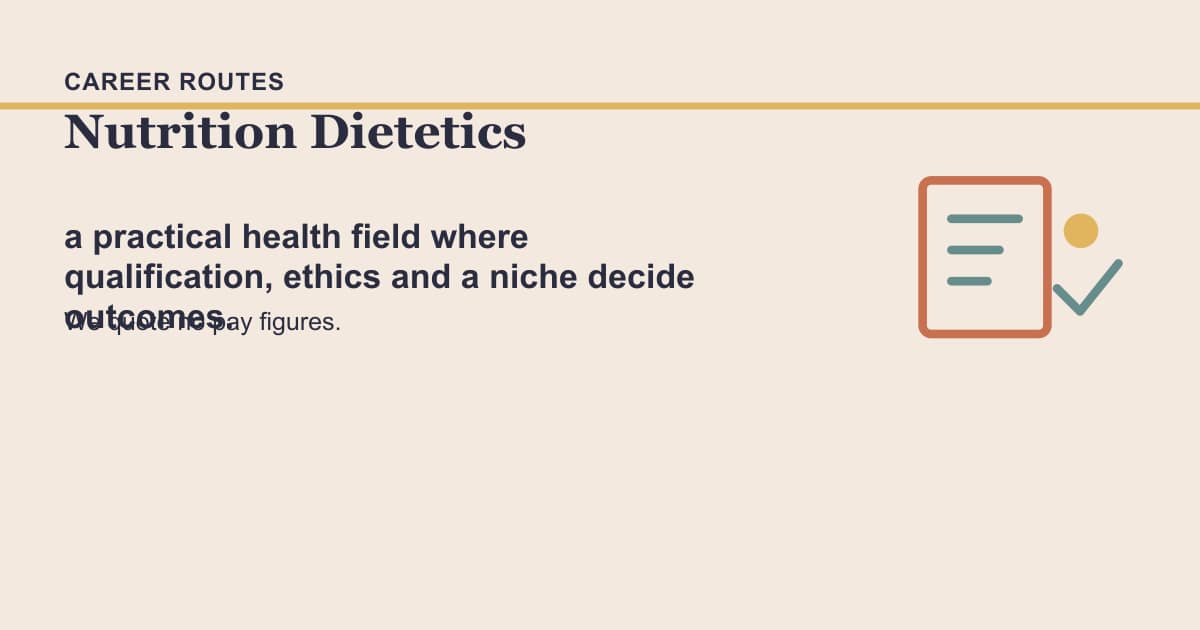 CAREER ROUTES
Nutrition Dietetics
a practical health field where
qualification, ethics and a niche decide
outcomes.
We quote no pay figures.